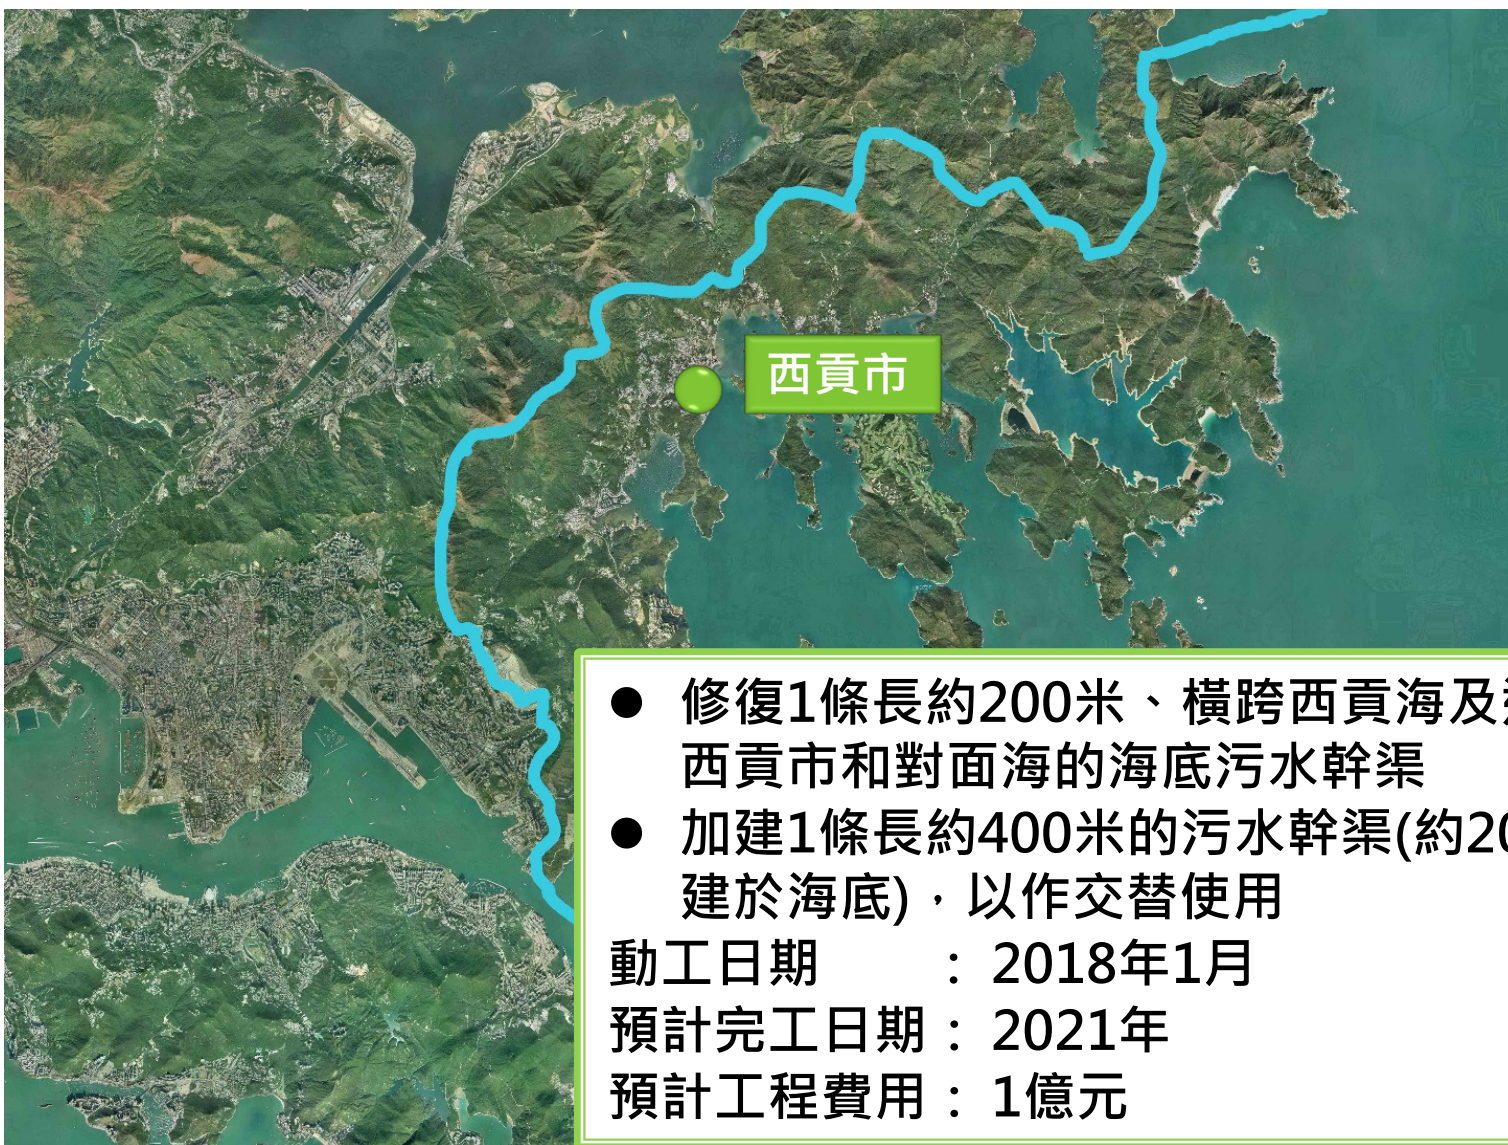 西貢市
● 修復1條長約200米、橫跨西貢海及
西貢市和對面海的海底污水幹渠
● 加建1條長約400米的污水幹渠(約20
建於海底)，以作交替使用
動工日期 ：2018年1月
預計完工日期：2021年
預計工程費用：1億元